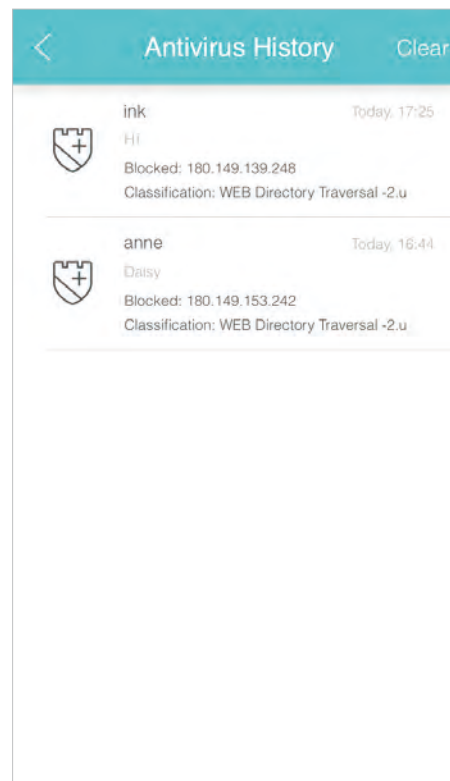 Antivirus History Clear
ink Today, 17:25
HI
Blocked: 180.149.139.248
Classification: WEB Directory Traversal -2.u
anne Today, 16:44
Daisy
Blocked: 180.149.153.242
Classification: WEB Directory Traversal -2.u